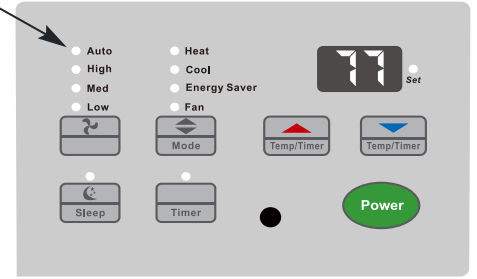 Auto
High
Med
Low
Heat
Cool
Energy Saver
Fan
77
Set
Mode
Temp/Timer
Temp/Timer
Sleep
Timer
Power